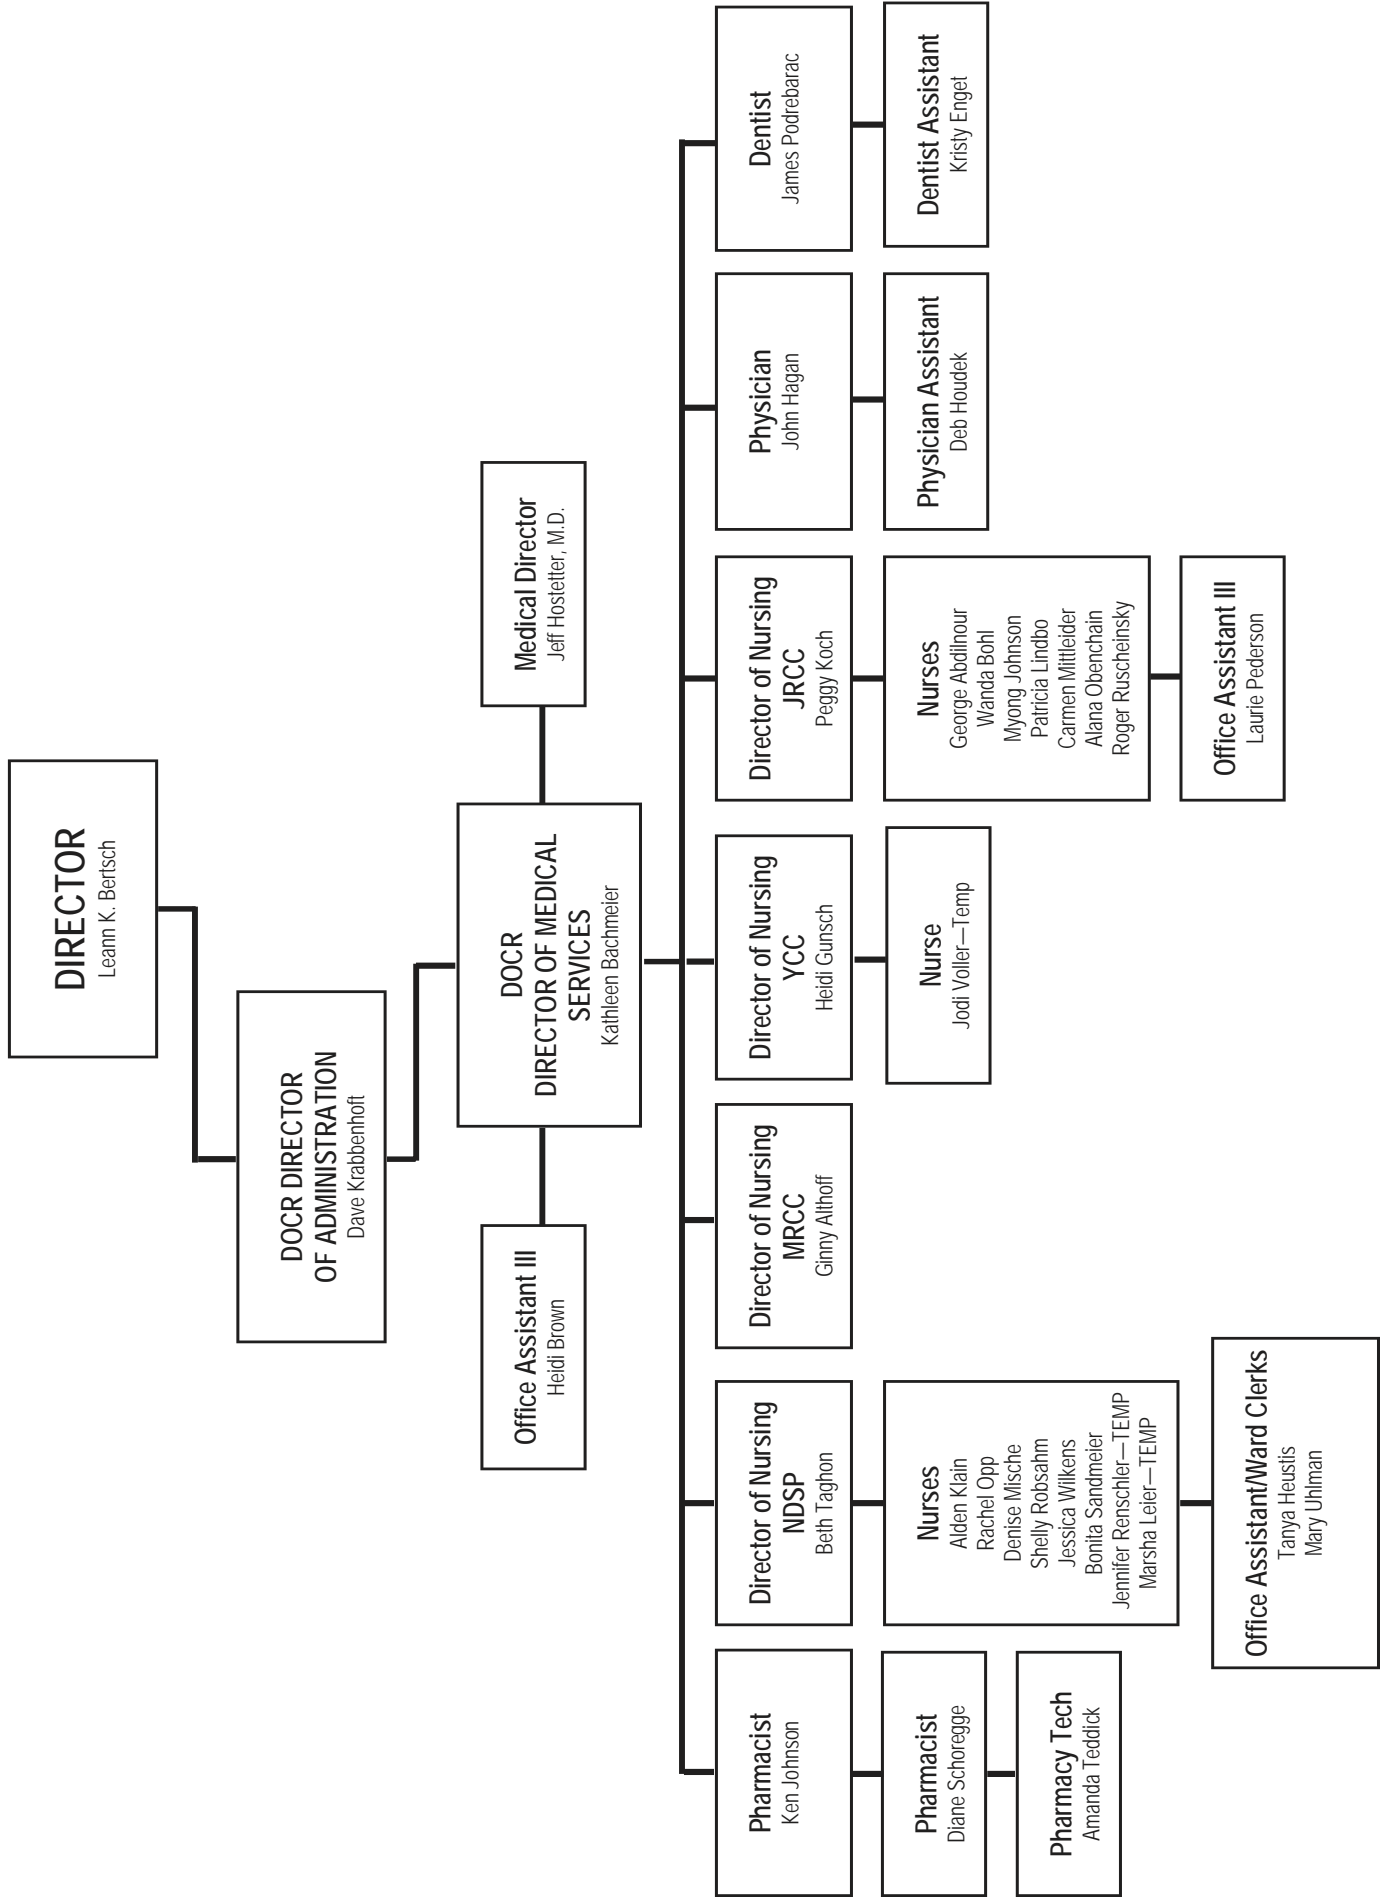 DIRECTOR
Leann K. Bertsch
DOCR DIRECTOR
OF ADMINISTRATION
Dave Krabbenhoft
Office Assistant III
Heidi Brown
DOCR
DIRECTOR OF MEDICAL
SERVICES
Kathleen Bachmeier
Medical Director
Jeff Hostetter, M.D.
Pharmacist
Ken Johnson
Director of Nursing
NDSP
Beth Taghon
Director of Nursing
MRCC
Ginny Althoff
Director of Nursing
YCC
Heidi Gunsch
Director of Nursing
JRCC
Peggy Koch
Physician
John Hagan
Dentist
James Podrebarac
Pharmacist
Diane Schoregge
Nurses
Alden Klain
Rachel Opp
Denise Mische
Shelly Robsahm
Jessica Wilkens
Bonita Sandmeier
Jennifer Renschler—TEMP
Marsha Leier—TEMP
Nurse
Jodi Voller—Temp
Nurses
George Abdilnour
Wanda Bohl
Myong Johnson
Patricia Lindbo
Carmen Mittleider
Alana Obenchain
Roger Ruscheinsky
Physician Assistant
Deb Houdek
Dentist Assistant
Kristy Enget
Pharmacy Tech
Amanda Teddick
Office Assistant/Ward Clerks
Tanya Heustis
Mary Uhlman
Office Assistant III
Laurie Pederson